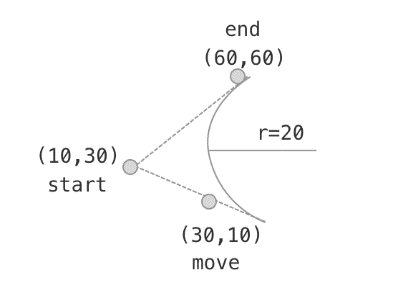 end
(60,60)
r=20
(10,30)
start
(30,10)
move